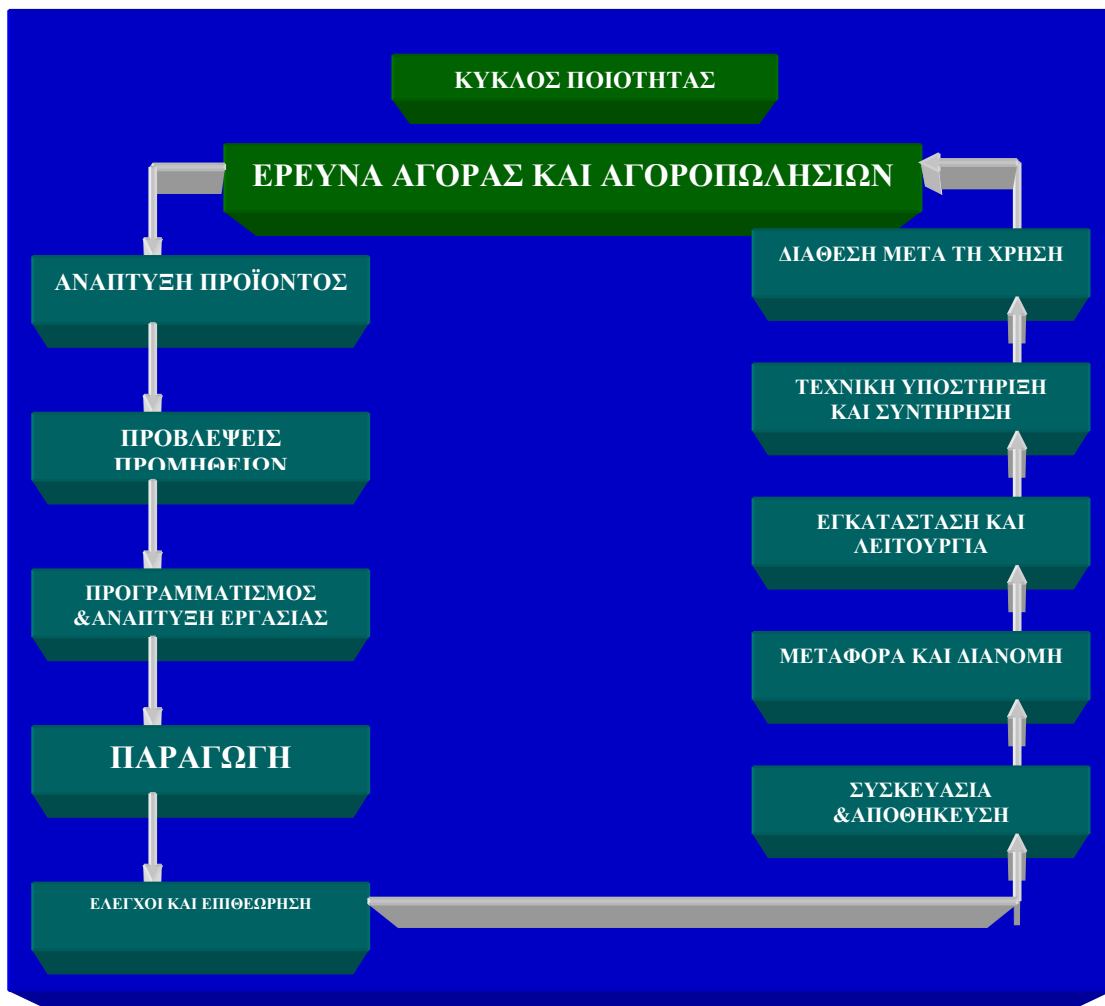 ΚΥΚΛΟΣ ΠΟΙΟΤΗΤΑΣ
ΕΡΕΥΝΑ ΑΓΟΡΑΣ ΚΑΙ ΑΓΟΡΟΠΩΛΗΣΙΩΝ
ΑΝΑΠΤΥΞΗ ΠΡΟΪΟΝΤΟΣ
ΠΡΟΒΛΕΨΕΙΣ
ΠΡΟΜΗΘΕΙΩΝ
ΠΡΟΓΡΑΜΜΑΤΙΣΜΟΣ
&ΑΝΑΠΤΥΞΗ ΕΡΓΑΣΙΑΣ
ΠΑΡΑΓΩΓΗ
ΕΛΕΓΧΟΙ ΚΑΙ ΕΠΙΘΕΩΡΗΣΗ
ΔΙΑΘΕΣΗ ΜΕΤΑ ΤΗ ΧΡΗΣΗ
ΤΕΧΝΙΚΗ ΥΠΟΣΤΗΡΙΞΗ
ΚΑΙ ΣΥΝΤΗΡΗΣΗ
ΕΓΚΑΤΑΣΤΑΣΗ ΚΑΙ
ΛΕΙΤΟΥΡΓΙΑ
ΜΕΤΑΦΟΡΑ ΚΑΙ ΔΙΑΝΟΜΗ
ΣΥΣΚΕΥΑΣΙΑ
&ΑΠΟΘΗΚΕΥΣΗ